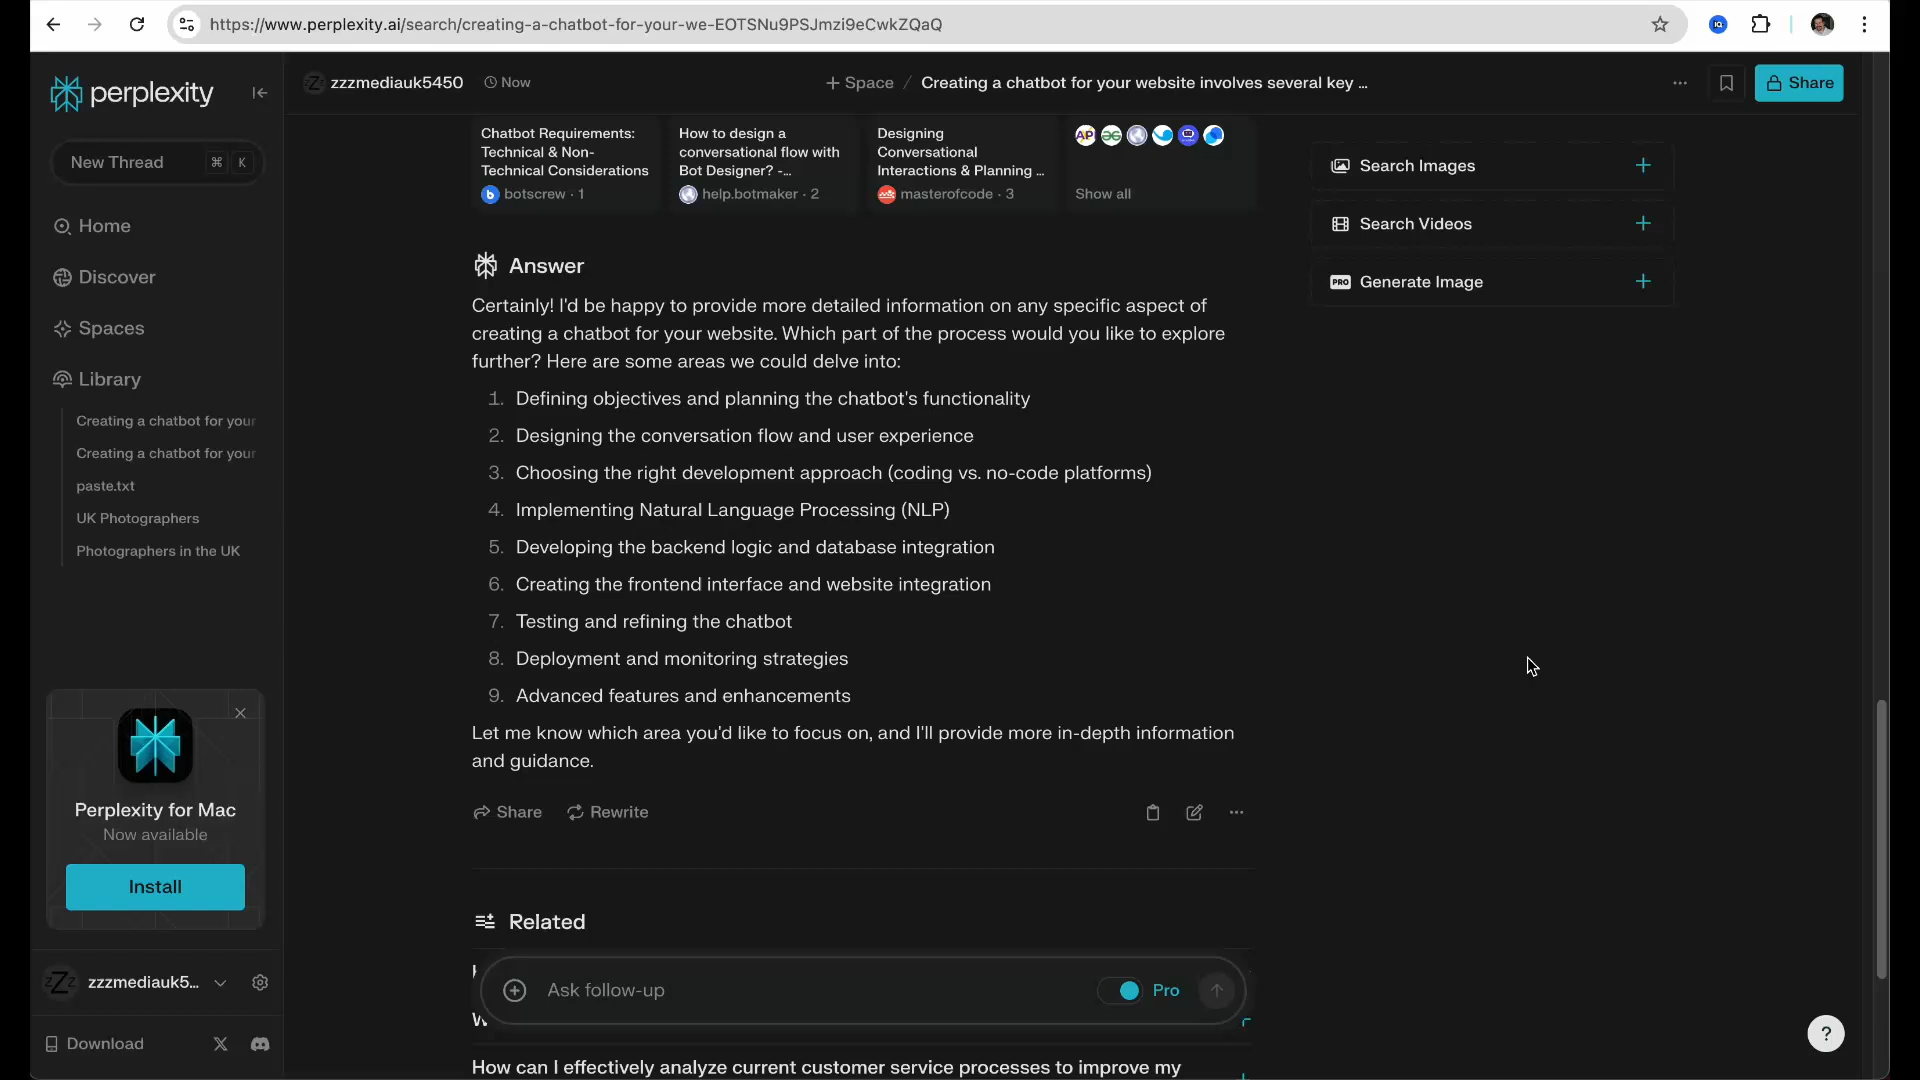 https://www.perplexity.ai/search/creating-a-chatbot-for-your-we-EOTSNu9PSJmzi9eCwkZQaQ
perplexity
New Thread ⌘ K
Home
Discover
Spaces
Library
Creating a chatbot for your
Creating a chatbot for your
paste.txt
UK Photographers
Photographers in the UK
Perplexity for Mac
Now available
Install
zzzmediauk5...
Download
zzzmediauk5450 Now
+ Space / Creating a chatbot for your website involves several key ...
Share
Chatbot Requirements:
Technical & Non-
Technical Considerations
botscrew · 1
How to design a
conversational flow with
Bot Designer? -...
help.botmaker · 2
Designing
Conversational
Interactions & Planning ...
masterofcode · 3
API
Show all
Answer
Certainly! I'd be happy to provide more detailed information on any specific aspect of
creating a chatbot for your website. Which part of the process would you like to explore
further? Here are some areas we could delve into:
1. Defining objectives and planning the chatbot's functionality
2. Designing the conversation flow and user experience
3. Choosing the right development approach (coding vs. no-code platforms)
4. Implementing Natural Language Processing (NLP)
5. Developing the backend logic and database integration
6. Creating the frontend interface and website integration
7. Testing and refining the chatbot
8. Deployment and monitoring strategies
9. Advanced features and enhancements
Let me know which area you'd like to focus on, and I'll provide more in-depth information
and guidance.
Share Rewrite
Related
Ask follow-up Pro
How can I effectively analyze current customer service processes to improve my
Search Images
Search Videos
PRO Generate Image
?